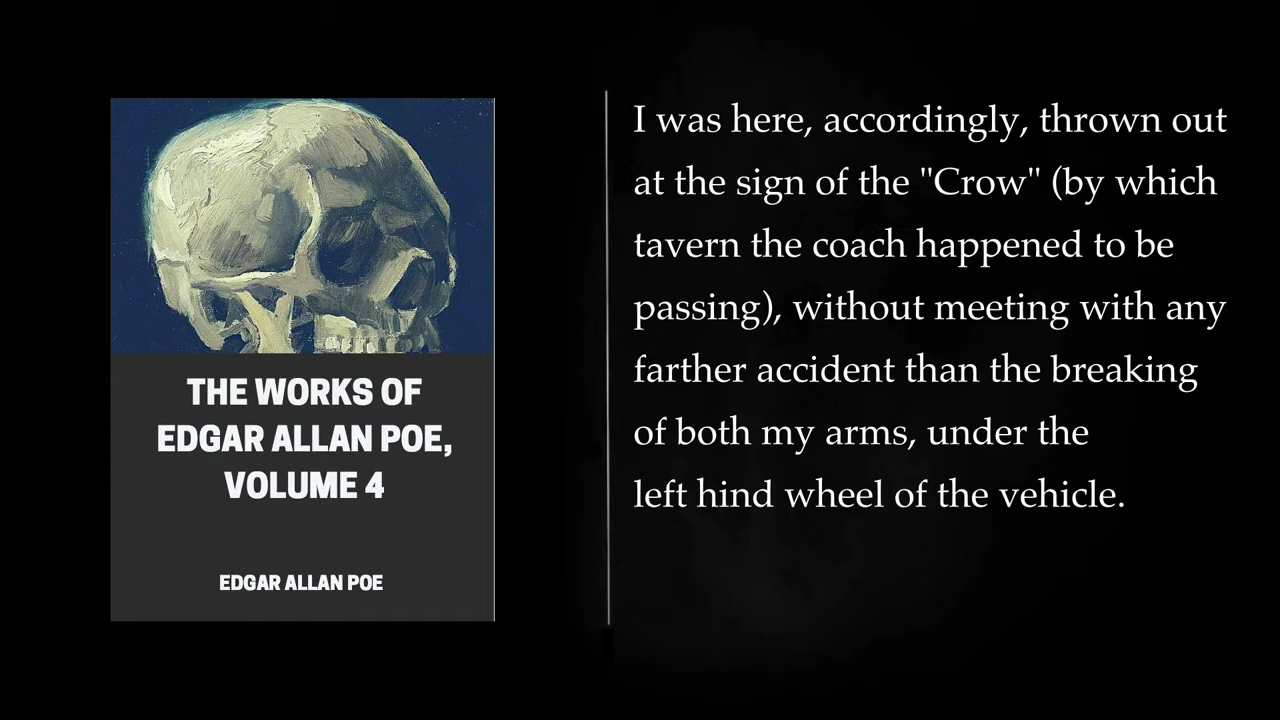 THE WORKS OF
EDGAR ALLAN POE,
VOLUME 4
EDGAR ALLAN POE
I was here, accordingly, thrown out
at the sign of the "Crow" (by which
tavern the coach happened to be
passing), without meeting with any
farther accident than the breaking
of both my arms, under the
left hind wheel of the vehicle.